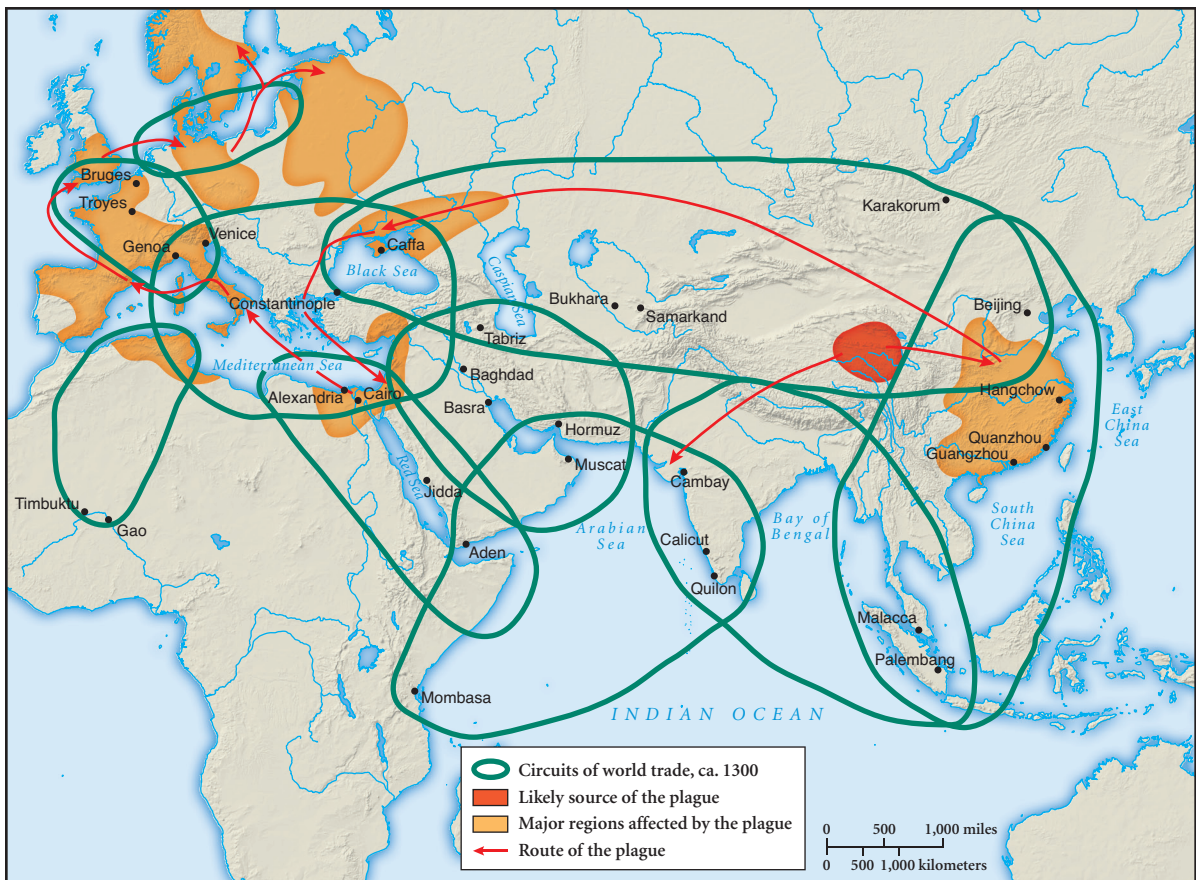 Bruges
Troyes
Genoa
Venice
Caffa
Black Sea
Constantinople
Caspian Sea
Karakorum
Bukhara
Samarkand
Beijing
Tabriz
Mediterranean Sea
Baghdad
Hangchow
Alexandria
Cairo
Basra
East
China
Sea
Hormuz
Quanzhou
Guangzhou
Muscat
Red Sea
Jidda
Cambay
Timbuktu
Gao
Arabian
Sea
Bay of
Bengal
South
China
Sea
Aden
Calicut
Quilon
Malacca
Palembang
Mombasa
INDIAN OCEAN
Circuits of world trade, ca. 1300
Likely source of the plague
Major regions affected by the plague
Route of the plague
0 500 1,000 miles
0 500 1,000 kilometers